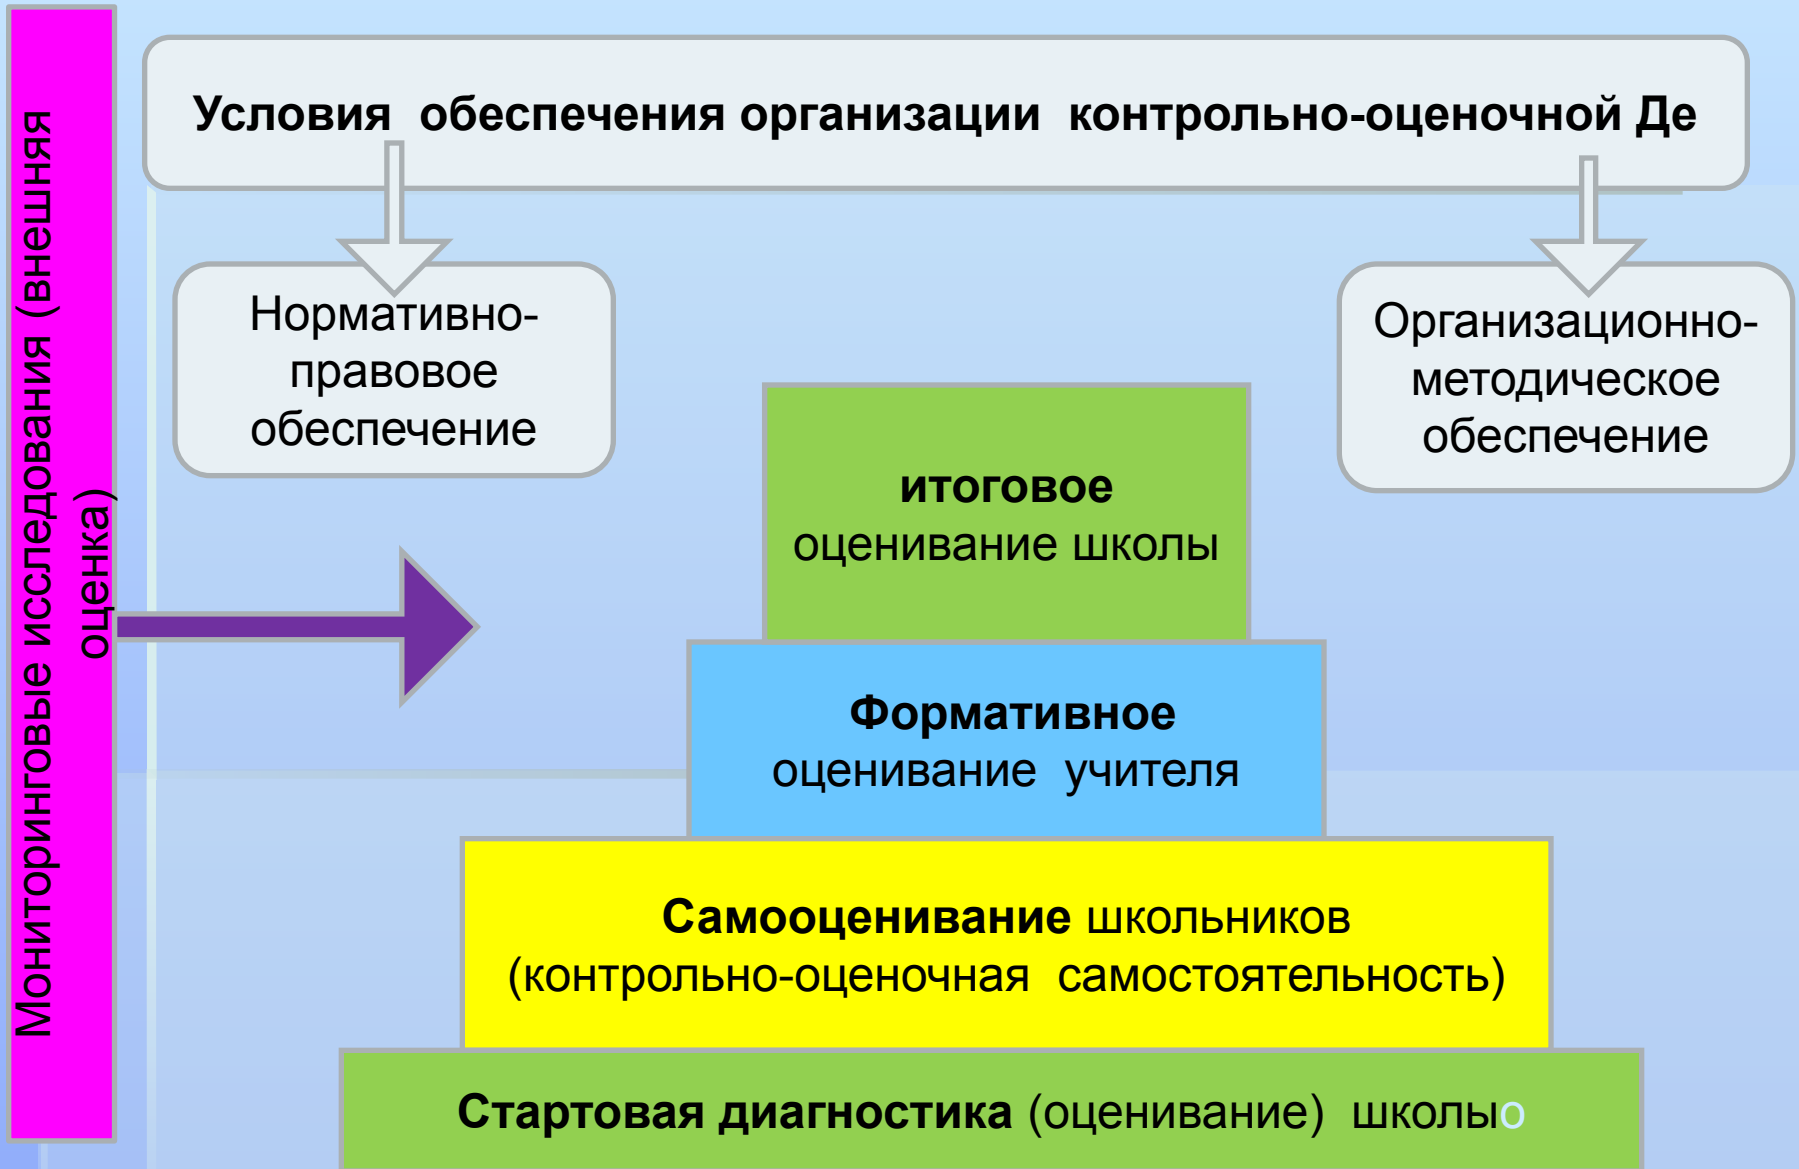 Мониторинговые исследования (внешняя
оценка)
Условия обеспечения организации контрольно-оценочной Де
Нормативно-
правовое
обеспечение
Организационно-
методическое
обеспечение
итоговое
оценивание школы
Формативное
оценивание учителя
Самооценивание школьников
(контрольно-оценочная самостоятельность)
Стартовая диагностика (оценивание) школыо